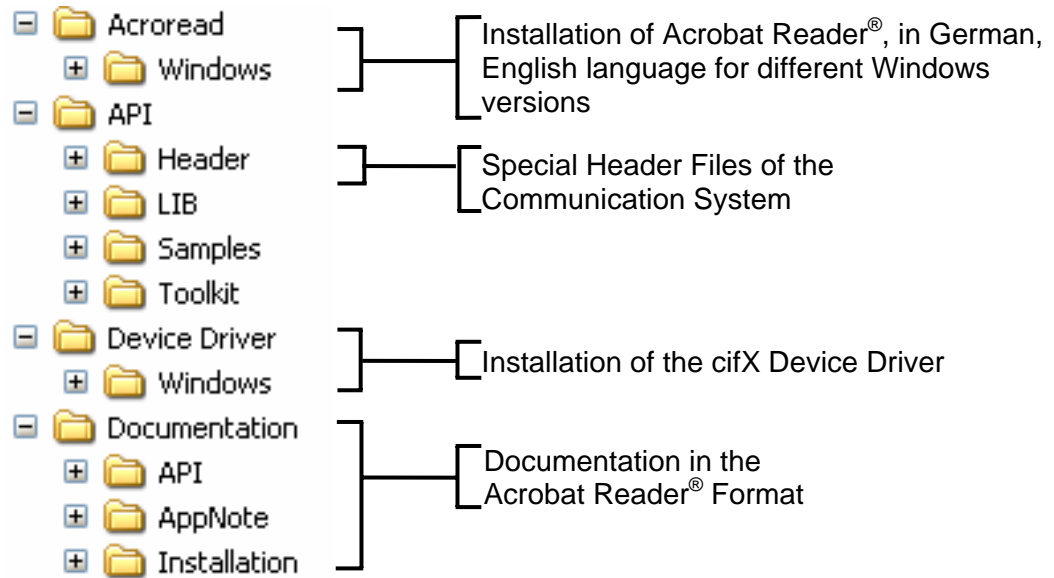 Acroread
Windows
Installation of Acrobat Reader®, in German,
English language for different Windows
versions
API
Header
LIB
Samples
Toolkit
Special Header Files of the
Communication System
Device Driver
Windows
Installation of the cifX Device Driver
Documentation
API
AppNote
Installation
Documentation in the
Acrobat Reader® Format